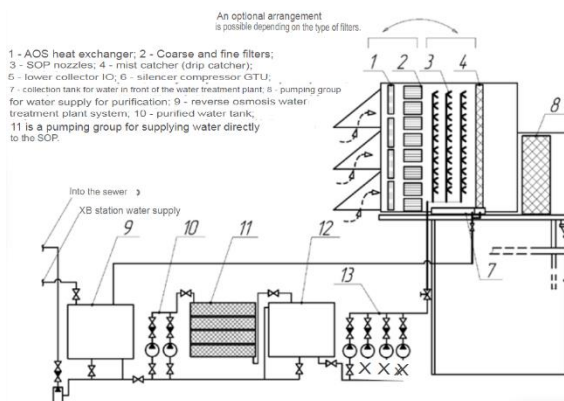 An optional arrangement
is possible depending on the type of filters.
1 - AOS heat exchanger; 2 - Coarse and fine filters;
3 - SOP nozzles; 4 - mist catcher (drip catcher);
5 - lower collector IO; 6 - silencer compressor GTU;
7 - collection tank for water in front of the water treatment plant; 8 - pumping group
for water supply for purification: 9 - reverse osmosis water
treatment plant system; 10 - purified water tank;
11 is a pumping group for supplying water directly
to the SOP.
1 2 3 4
8
Into the sewer
XB station water supply
9 10 11 12
13
7